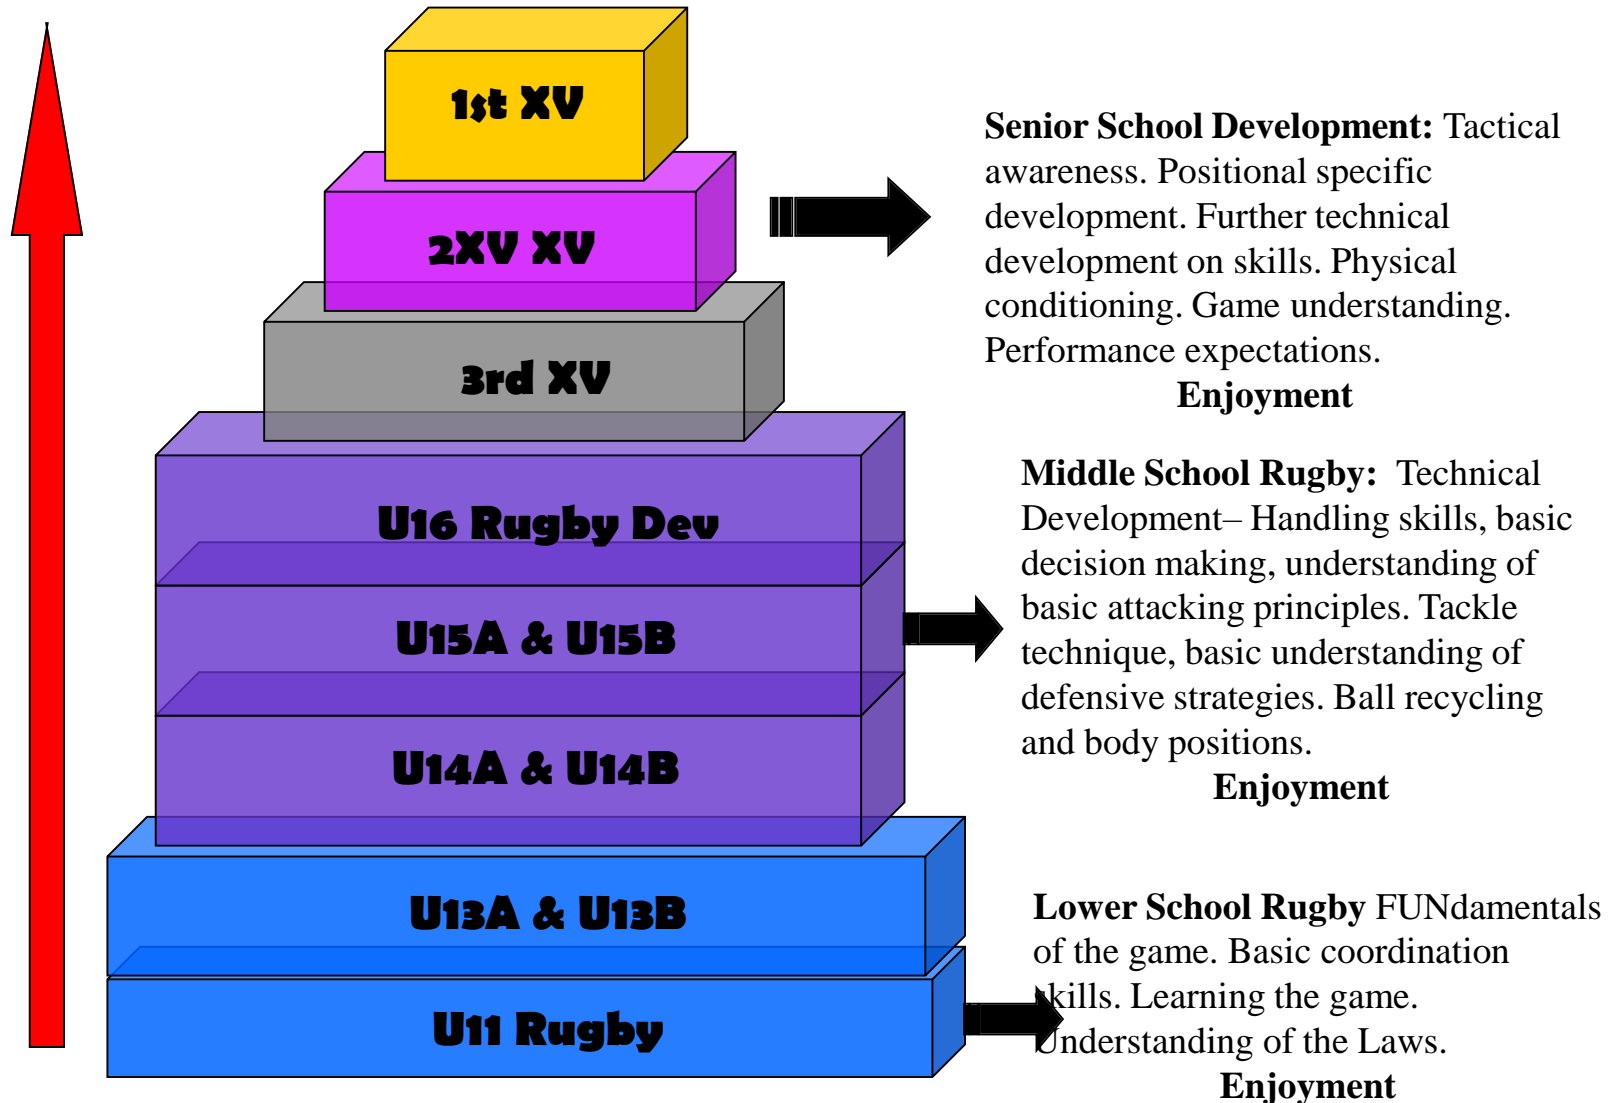 1st XV
2XV XV
3rd XV
U16 Rugby Dev
U15A & U15B
U14A & U14B
U13A & U13B
U11 Rugby
Senior School Development: Tactical
awareness. Positional specific
development. Further technical
development on skills. Physical
conditioning. Game understanding.
Performance expectations.
Enjoyment
Middle School Rugby: Technical
Development– Handling skills, basic
decision making, understanding of
basic attacking principles. Tackle
technique, basic understanding of
defensive strategies. Ball recycling
and body positions.
Enjoyment
Lower School Rugby FUNdamentals
of the game. Basic coordination
skills. Learning the game.
Understanding of the Laws.
Enjoyment